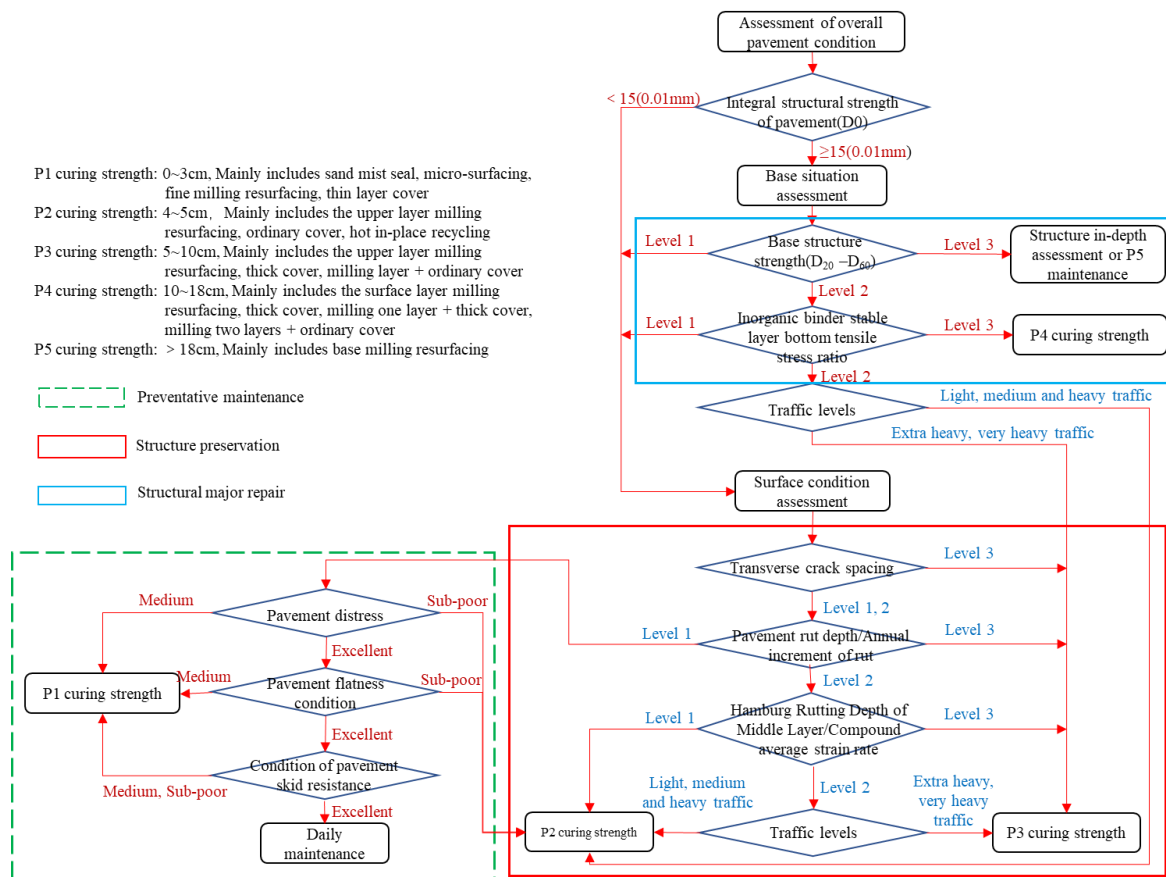 Assessment of overall
pavement condition
< 15(0.01mm)
Integral structural strength
of pavement(D0)
≥15(0.01mm)
Base situation
assessment
P1 curing strength: 0~3cm, Mainly includes sand mist seal, micro-surfacing,
fine milling resurfacing, thin layer cover
P2 curing strength: 4~5cm, Mainly includes the upper layer milling
resurfacing, ordinary cover, hot in-place recycling
P3 curing strength: 5~10cm, Mainly includes the upper layer milling
resurfacing, thick cover, milling layer + ordinary cover
P4 curing strength: 10~18cm, Mainly includes the surface layer milling
resurfacing, thick cover, milling one layer + thick cover,
milling two layers + ordinary cover
P5 curing strength: > 18cm, Mainly includes base milling resurfacing
Preventative maintenance
Structure preservation
Structural major repair
Level 1
Base structure
strength(D20 –D60)
Level 3
Structure in-depth
assessment or P5
maintenance
Level 2
Level 1
Inorganic binder stable
layer bottom tensile
stress ratio
Level 3
P4 curing strength
Level 2
Traffic levels
Light, medium and heavy traffic
Extra heavy, very heavy traffic
Surface condition
assessment
Transverse crack spacing
Level 3
Level 1, 2
Level 1
Pavement rut depth/Annual
increment of rut
Level 3
Level 2
Level 1
Hamburg Rutting Depth of
Middle Layer/Compound
average strain rate
Level 3
Level 2
Light, medium
and heavy traffic
Extra heavy,
very heavy
traffic
P2 curing strength
Traffic levels
P3 curing strength
Medium
Pavement distress
Sub-poor
Excellent
P1 curing strength
Medium
Pavement flatness
condition
Sub-poor
Excellent
Condition of pavement
skid resistance
Medium, Sub-poor
Excellent
Daily
maintenance